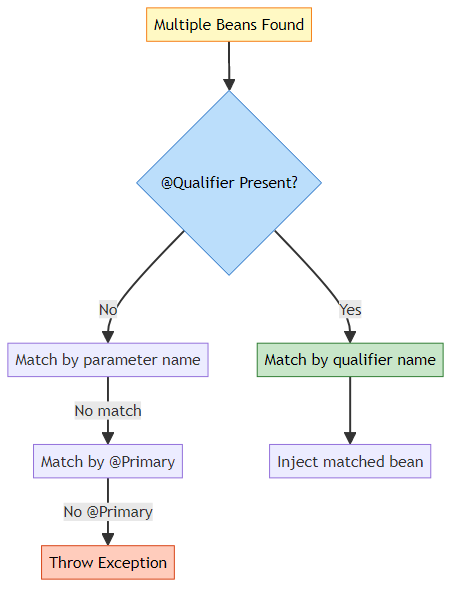 Multiple Beans Found
@Qualifier Present?
No
Yes
Match by parameter name
Match by qualifier name
No match
Match by @Primary
Inject matched bean
No @Primary
Throw Exception